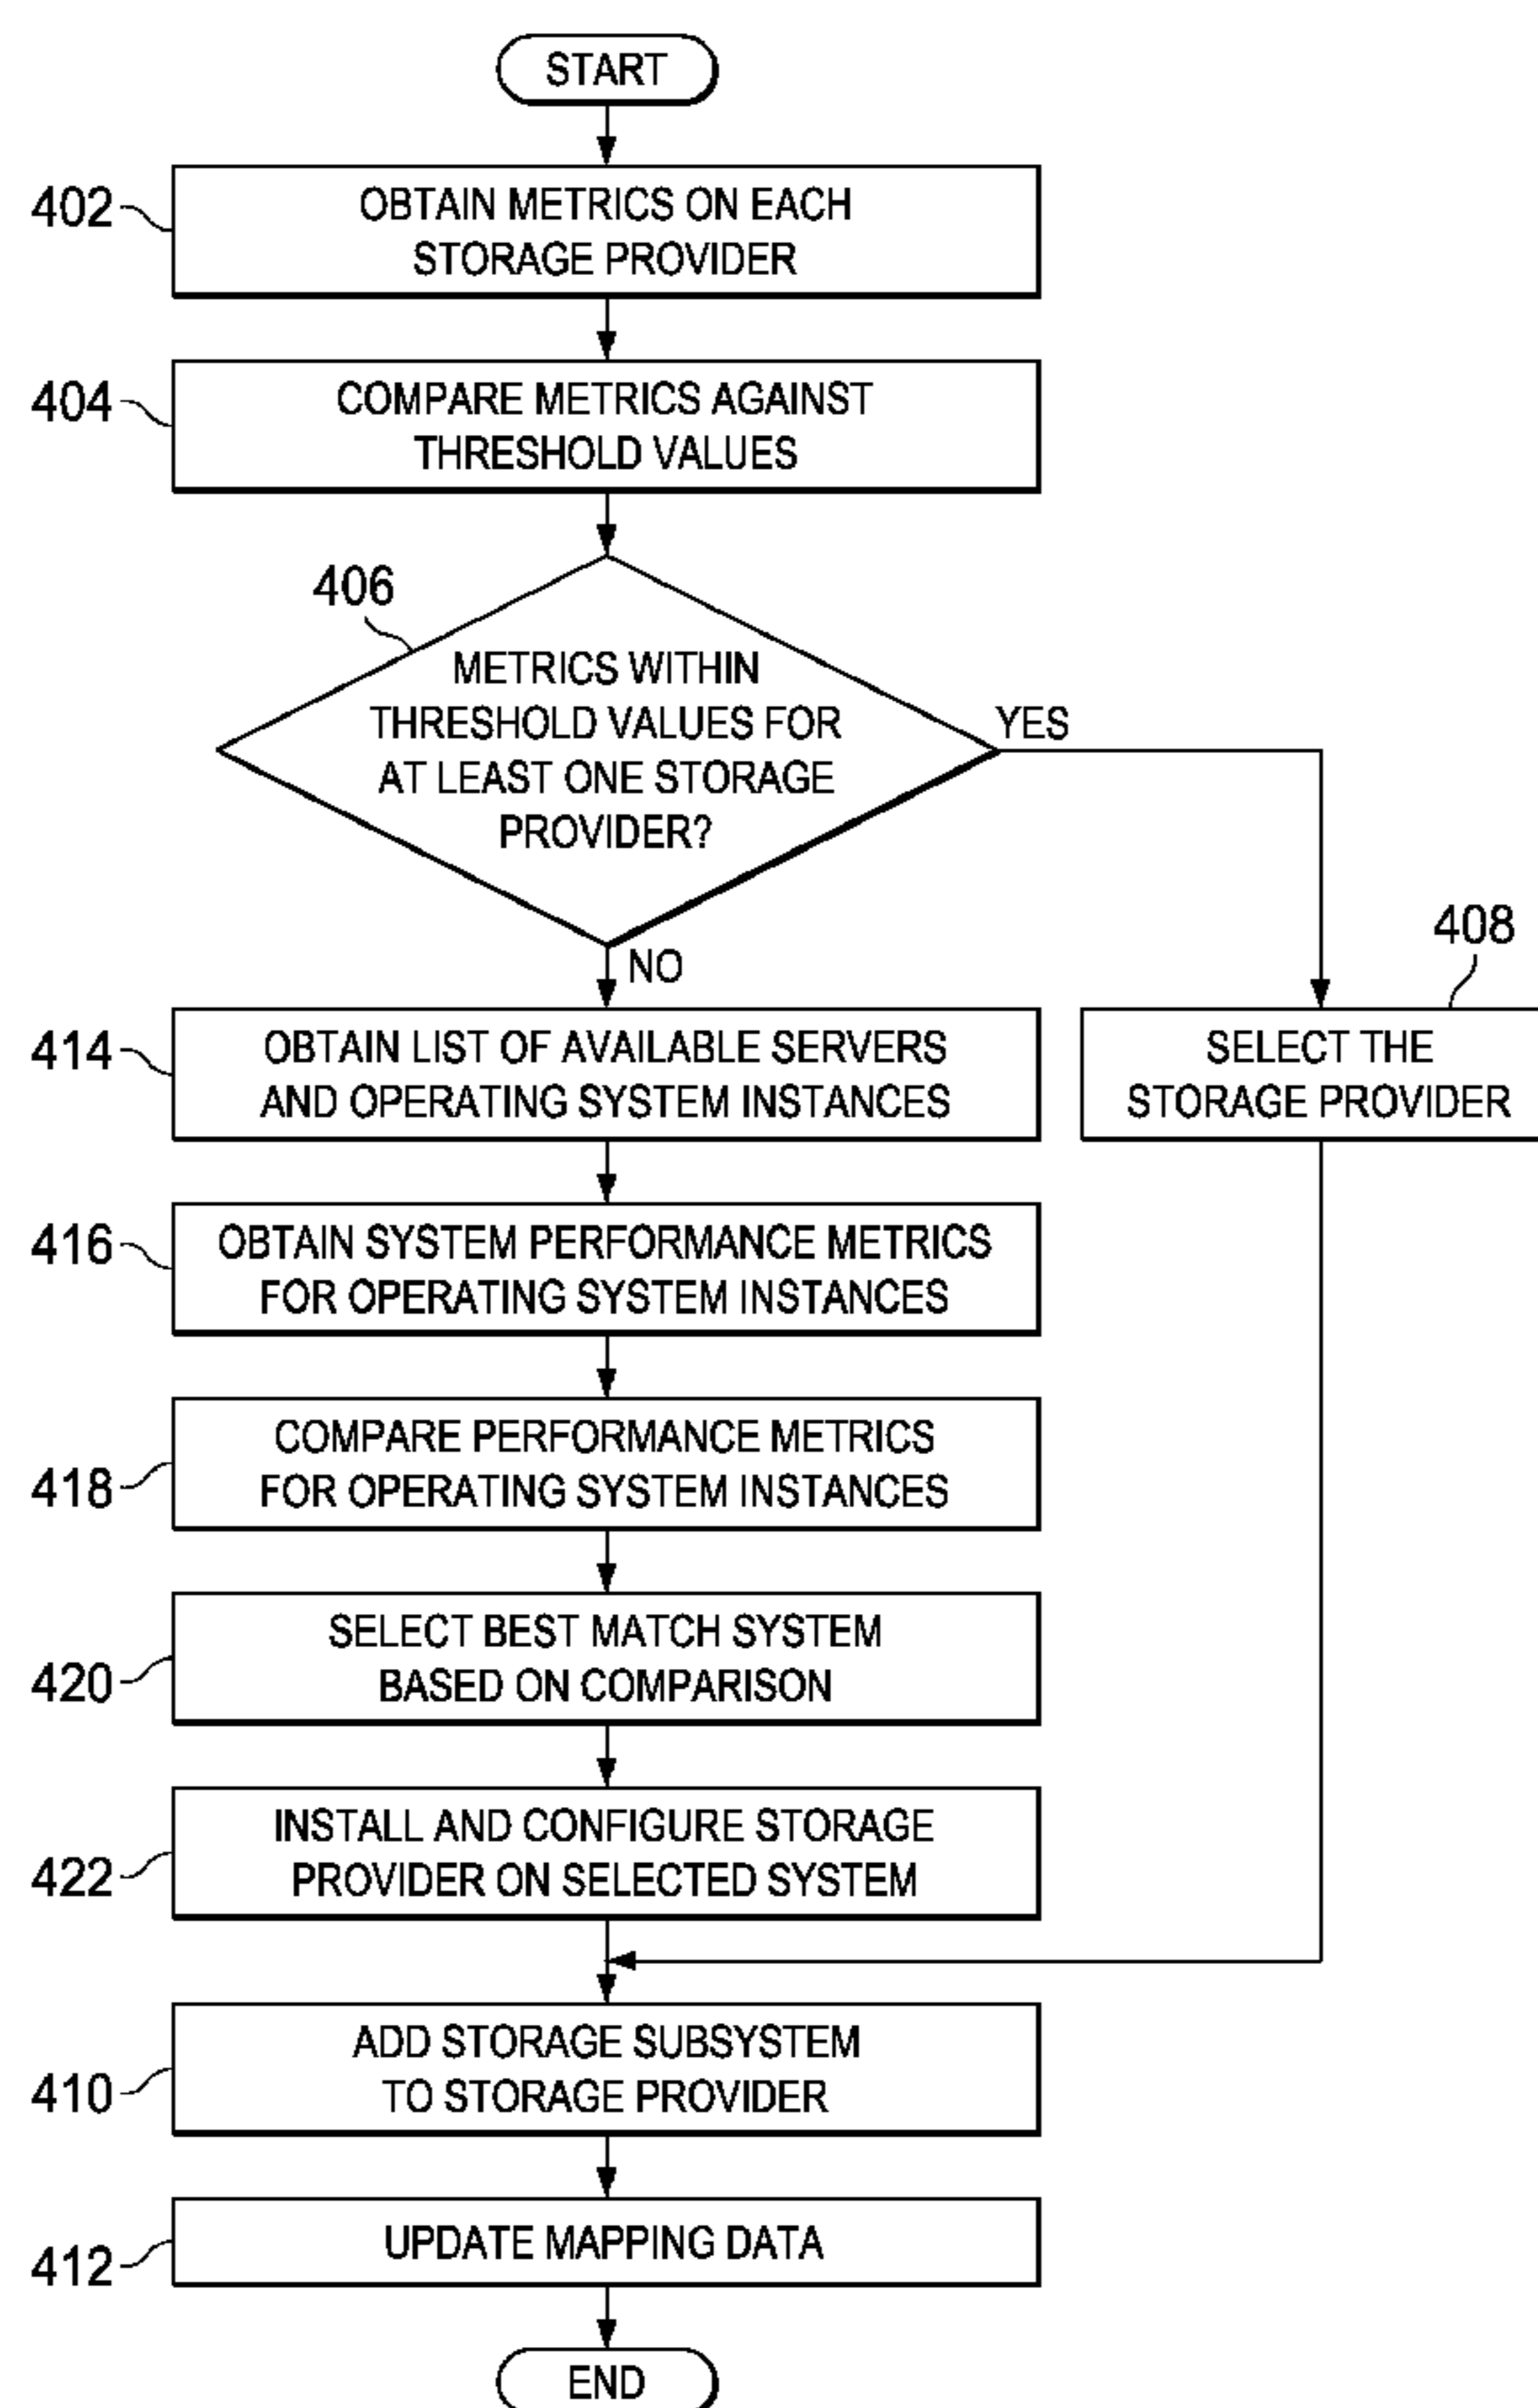 START
402
OBTAIN METRICS ON EACH
STORAGE PROVIDER
404
COMPARE METRICS AGAINST
THRESHOLD VALUES
406
METRICS WITHIN
THRESHOLD VALUES FOR
AT LEAST ONE STORAGE
PROVIDER?
YES
NO
408
SELECT THE
STORAGE PROVIDER
414
OBTAIN LIST OF AVAILABLE SERVERS
AND OPERATING SYSTEM INSTANCES
416
OBTAIN SYSTEM PERFORMANCE METRICS
FOR OPERATING SYSTEM INSTANCES
418
COMPARE PERFORMANCE METRICS
FOR OPERATING SYSTEM INSTANCES
420
SELECT BEST MATCH SYSTEM
BASED ON COMPARISON
422
INSTALL AND CONFIGURE STORAGE
PROVIDER ON SELECTED SYSTEM
410
ADD STORAGE SUBSYSTEM
TO STORAGE PROVIDER
412
UPDATE MAPPING DATA
END